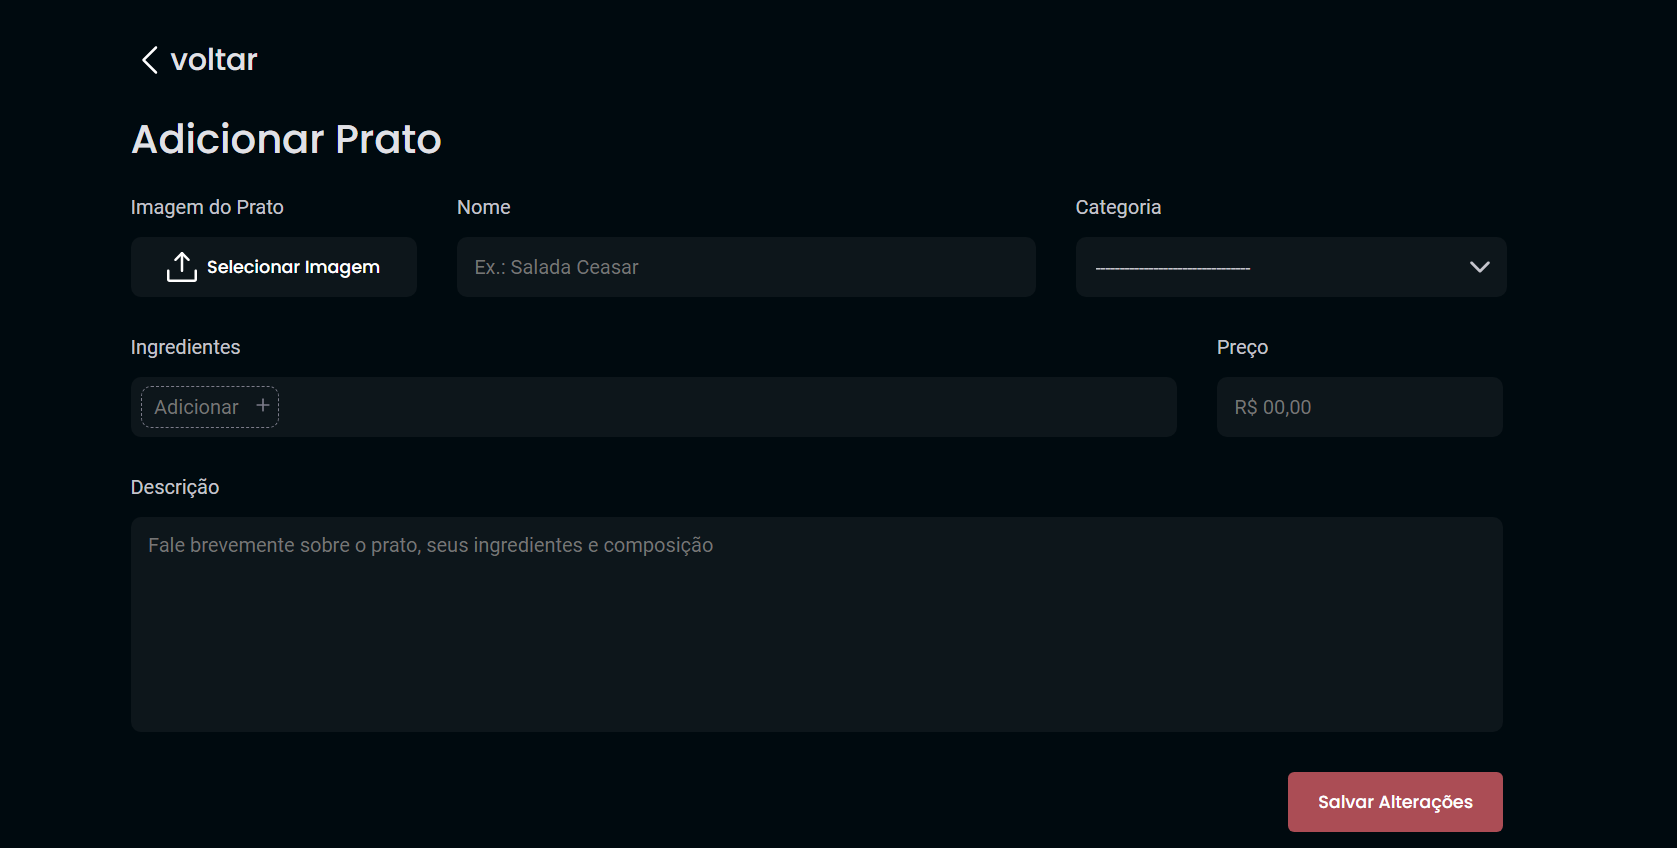 voltar
Adicionar Prato
Imagem do Prato
Nome
Categoria
Selecionar Imagem
Ex.: Salada Ceasar
-------------------------------
Ingredientes
Preço
Adicionar +
R$ 00,00
Descrição
Fale brevemente sobre o prato, seus ingredientes e composição
Salvar Alterações